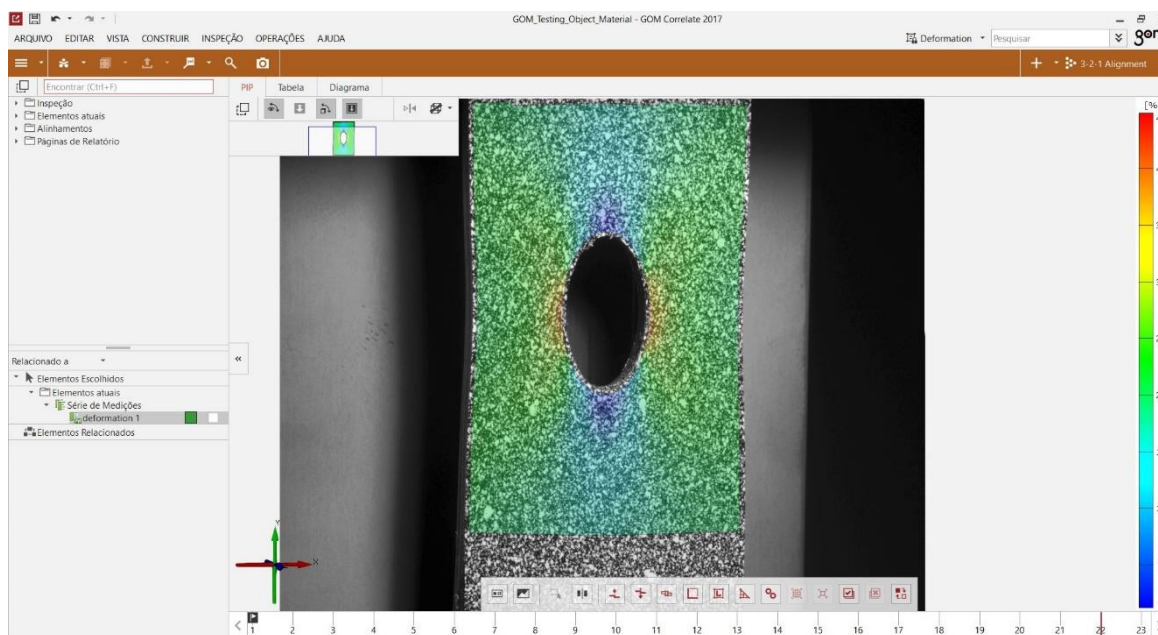 GOM_Testing_Object_Material - GOM Correlate 2017
ARQUIVO EDITAR VISTA CONSTRUIR INSPEÇÃO OPERAÇÕES AJUDA
Deformation
Pesquisar
gom
3-2-1 Alignment
Encontrar (Ctrl+F)
PIP Tabela Diagrama
Inspeção
Elementos atuais
Alinhamentos
Páginas de Relatório
[%
Relacionado a
Elementos Escolhidos
Elementos atuais
Série de Medições
deformation 1
Elementos Relacionados
Y
X
1 2 3 4 5 6 7 8 9 10 11 12 13 14 15 16 17 18 19 20 21 22 23